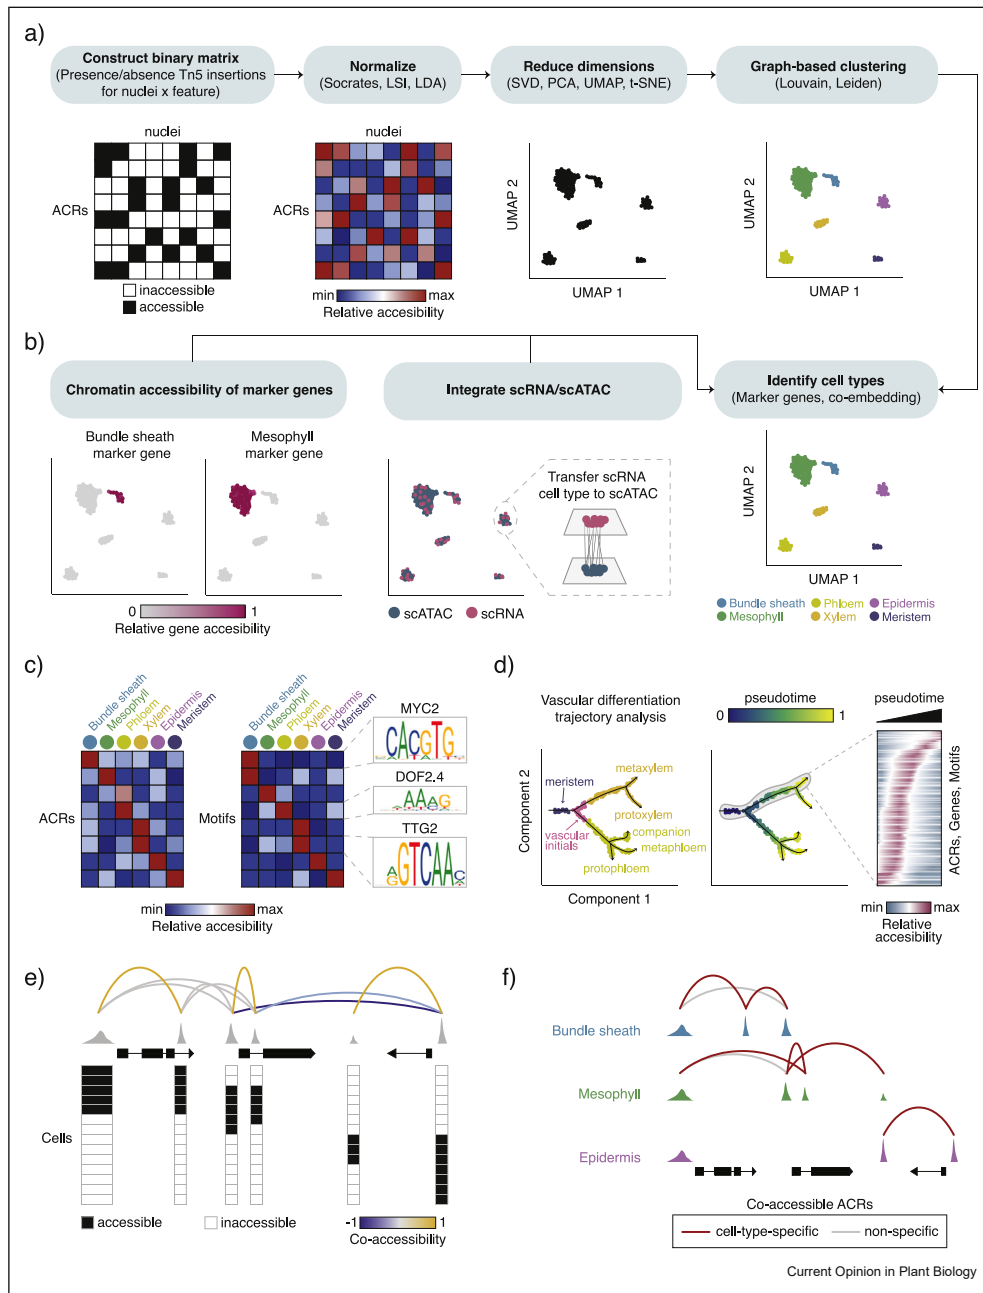 a)
Construct binary matrix
(Presence/absence Tn5 insertions
for nuclei x feature)
Normalize
(Socrates, LSI, LDA)
Reduce dimensions
(SVD, PCA, UMAP, t-SNE)
Graph-based clustering
(Louvain, Leiden)
nuclei
ACRs
inaccessible
accessible
nuclei
ACRs
min
max
Relative accesibility
UMAP 2
UMAP 1
UMAP 2
UMAP 1
b)
Chromatin accessibility of marker genes
Integrate scRNA/scATAC
Identify cell types
(Marker genes, co-embedding)
Bundle sheath
marker gene
Mesophyll
marker gene
0
1
Relative gene accesibility
Transfer scRNA
cell type to scATAC
scATAC
scRNA
UMAP 2
UMAP 1
Bundle sheath
Phloem
Epidermis
Mesophyll
Xylem
Meristem
c)
Bundle sheath
Mesophyll
Phloem
Xylem
Epidermis
Meristem
ACRs
Bundle sheath
Mesophyll
Phloem
Xylem
Epidermis
Meristem
Motifs
MYC2
CACGTG
DOF2.4
AAAG
TTG2
GTCAAC
min
max
Relative accesibility
d)
Vascular differentiation
trajectory analysis
Component 2
Component 1
meristem
vascular
initials
metaxylem
protoxylem
companion
metaphloem
protophloem
pseudotime
0
1
pseudotime
ACRs, Genes, Motifs
min
max
Relative
accesibility
e)
Cells
accessible
inaccessible
-1
1
Co-accessibility
f)
Bundle sheath
Mesophyll
Epidermis
Co-accessible ACRs
cell-type-specific
non-specific
Current Opinion in Plant Biology